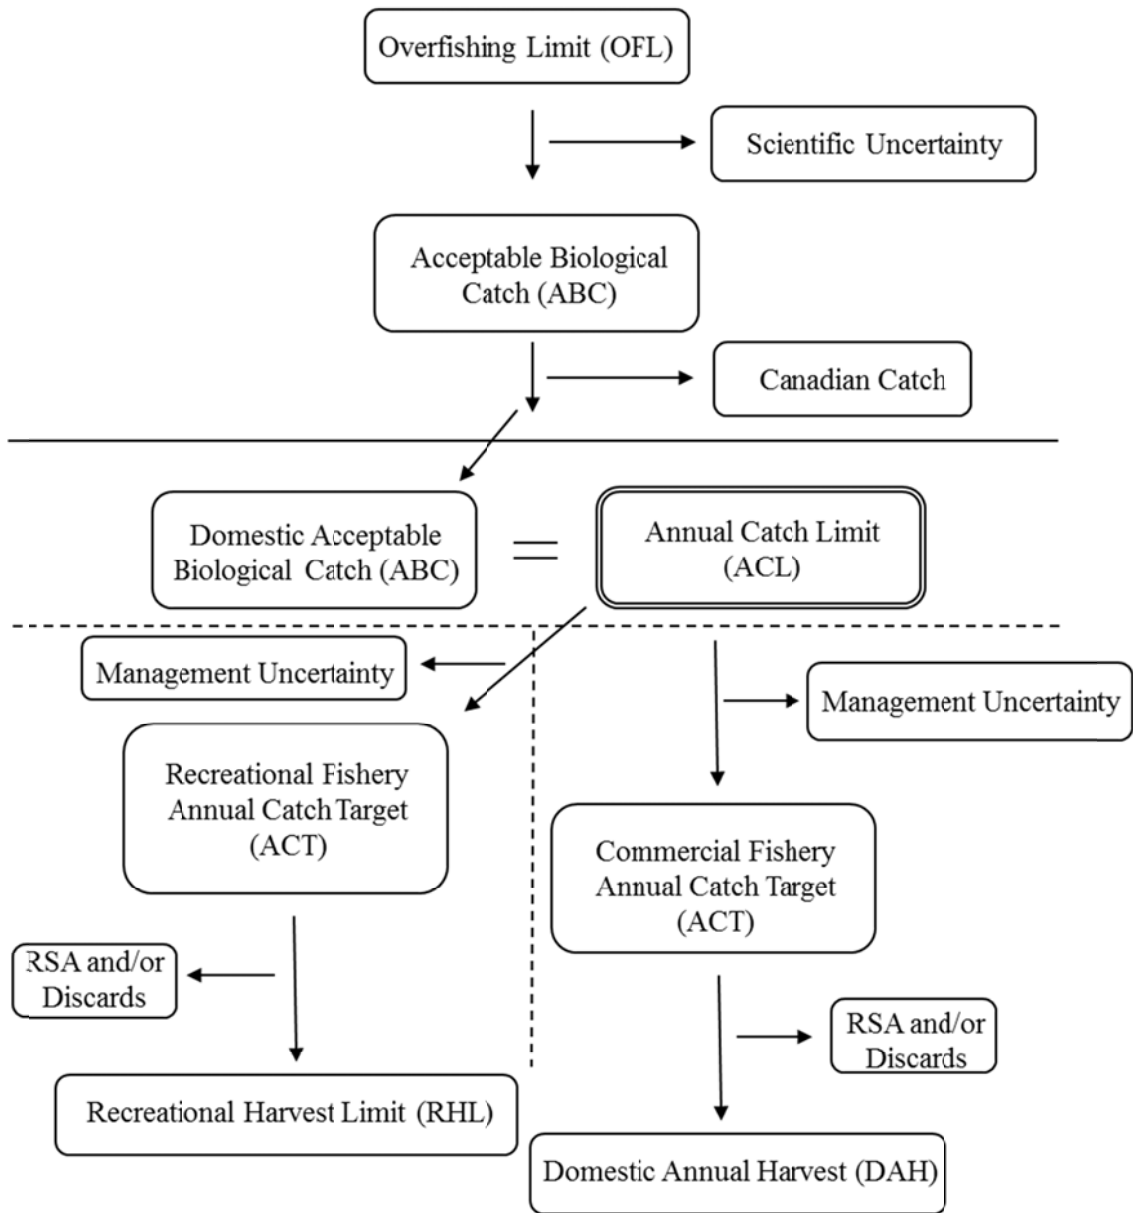 Overfishing Limit (OFL)
Scientific Uncertainty
Acceptable Biological
Catch (ABC)
Canadian Catch
Domestic Acceptable
Biological Catch (ABC)
=
Annual Catch Limit
(ACL)
Management Uncertainty
Management Uncertainty
Recreational Fishery
Annual Catch Target
(ACT)
Commercial Fishery
Annual Catch Target
(ACT)
RSA and/or
Discards
RSA and/or
Discards
Recreational Harvest Limit (RHL)
Domestic Annual Harvest (DAH)